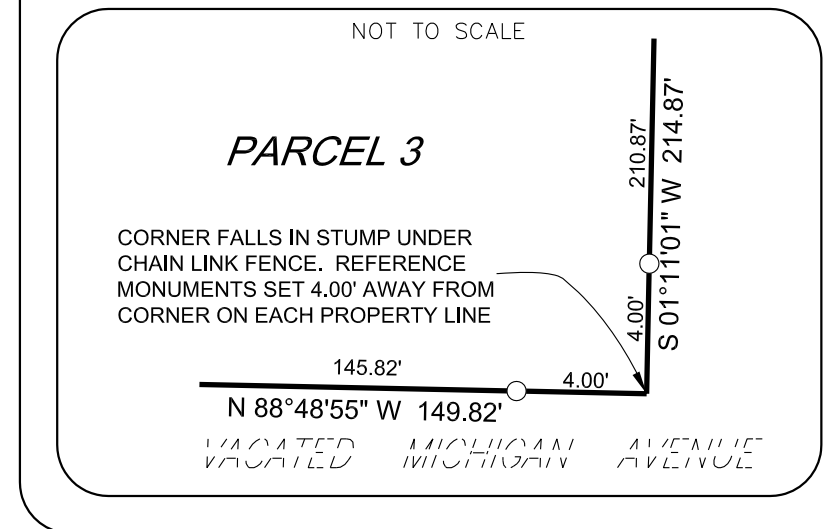 NOT TO SCALE
PARCEL 3
CORNER FALLS IN STUMP UNDER
CHAIN LINK FENCE. REFERENCE
MONUMENTS SET 4.00' AWAY FROM
CORNER ON EACH PROPERTY LINE
210.87'
S 01°11'01" W 214.87'
4.00'
145.82'
4.00'
N 88°48'55" W 149.82'
VACATED MICHIGAN AVENUE